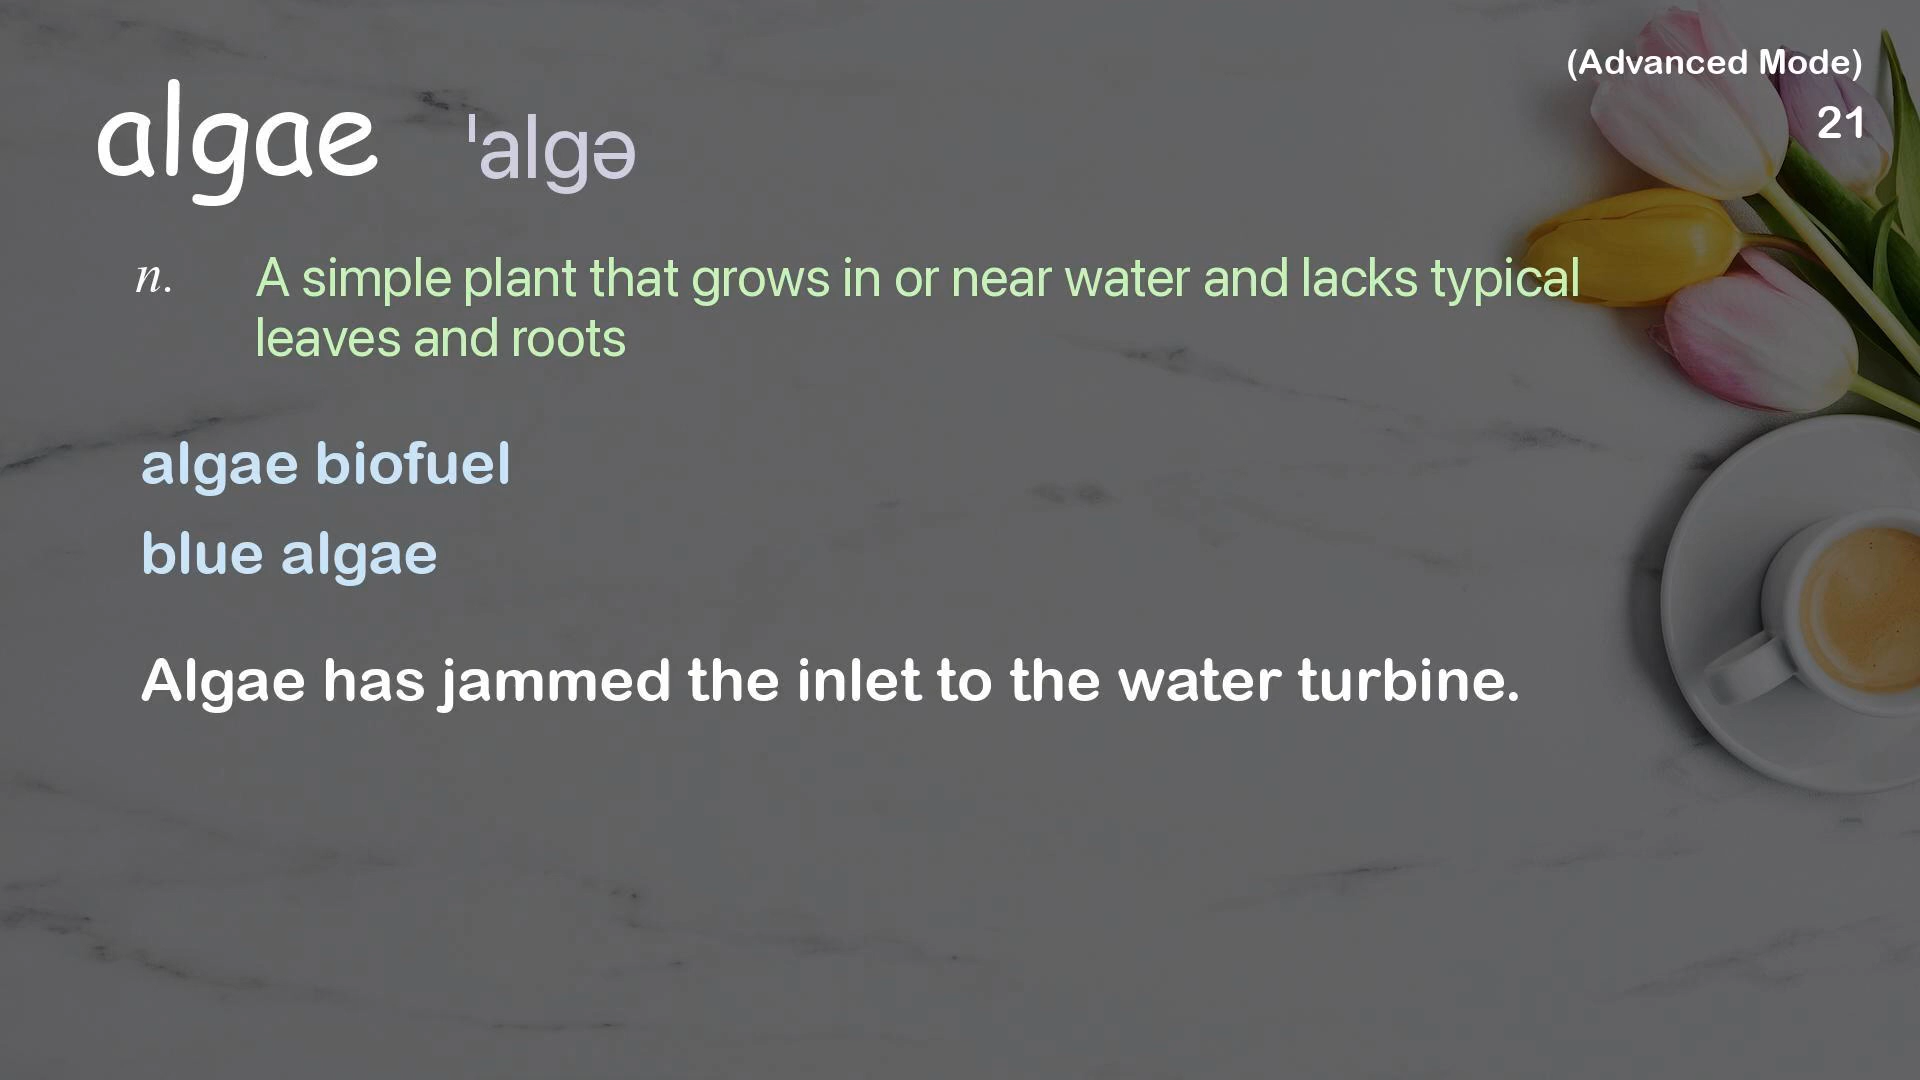 (Advanced Mode)
21
algae ˈalgə
n. A simple plant that grows in or near water and lacks typical
leaves and roots
algae biofuel
blue algae
Algae has jammed the inlet to the water turbine.